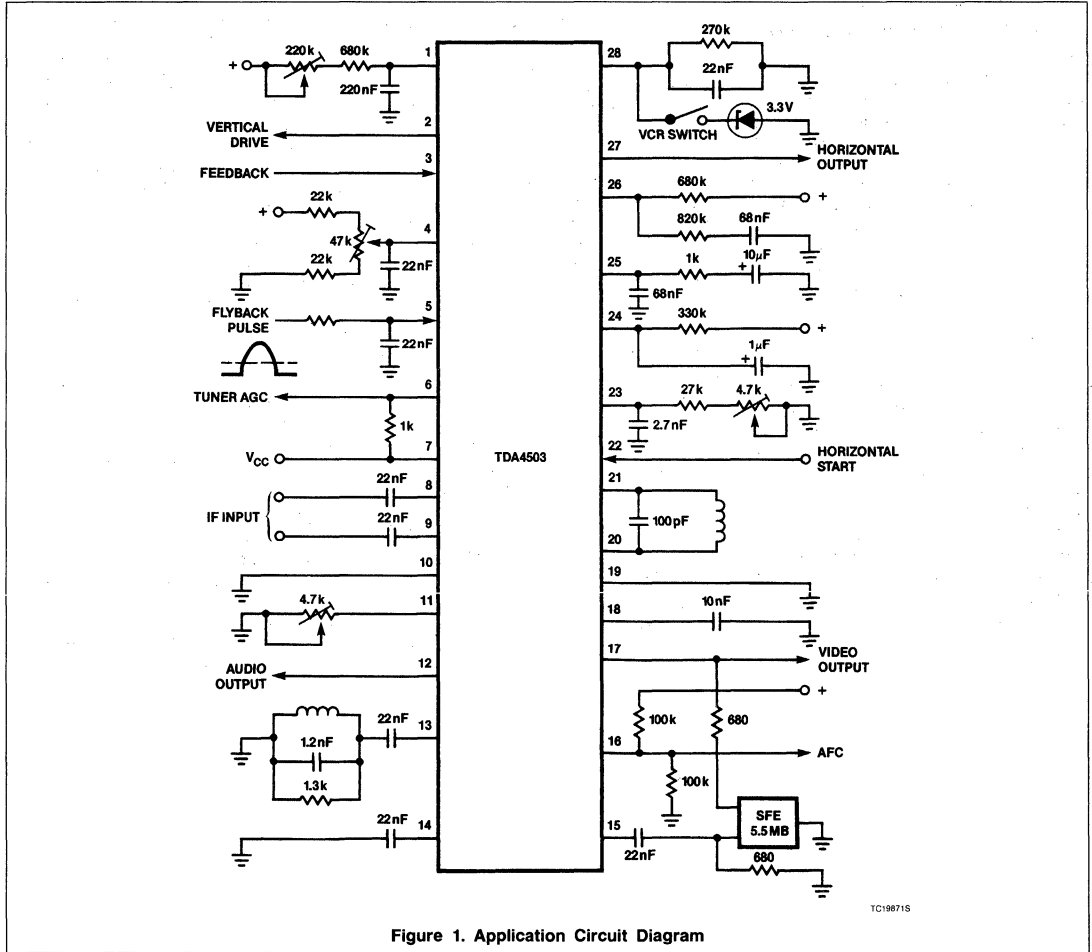 220k
680k
1
+
220nF
VERTICAL
DRIVE
2
FEEDBACK
3
22k
+
47k
4
22nF
22k
FLYBACK
PULSE
5
22nF
TUNER AGC
6
1k
VCC
7
22nF
8
IF INPUT
22nF
9
10
4.7k
11
AUDIO
OUTPUT
12
22nF
13
1.2nF
1.3k
22nF
14
TDA4503
28
270k
22nF
3.3V
VCR SWITCH
27
HORIZONTAL
OUTPUT
26
680k
+
820k
68nF
25
1k
+
10μF
68nF
24
330k
+
+
1μF
23
27k
4.7k
2.7nF
22
HORIZONTAL
START
21
100pF
20
19
18
10nF
17
VIDEO
OUTPUT
+
100k
680
16
AFC
100k
SFE
5.5MB
15
22nF
680
TC19871S
Figure 1. Application Circuit Diagram